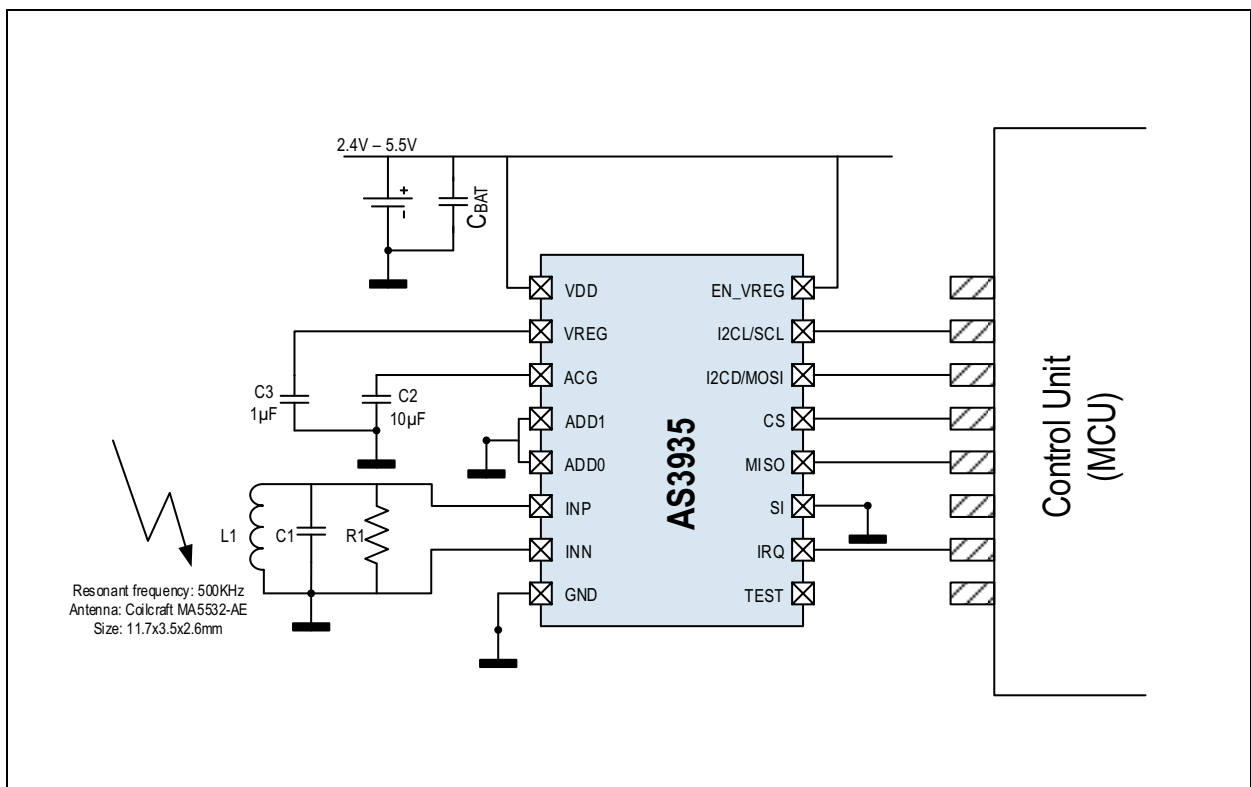 2.4V – 5.5V
+
-
CBAT
VDD
VREG
ACG
ADD1
ADD0
INP
INN
GND
AS3935
EN_VREG
I2CL/SCL
I2CD/MOSI
CS
MISO
SI
IRQ
TEST
Control Unit
(MCU)
C3
1µF
C2
10µF
L1
C1
R1
Resonant frequency: 500KHz
Antenna: Coilcraft MA5532-AE
Size: 11.7x3.5x2.6mm